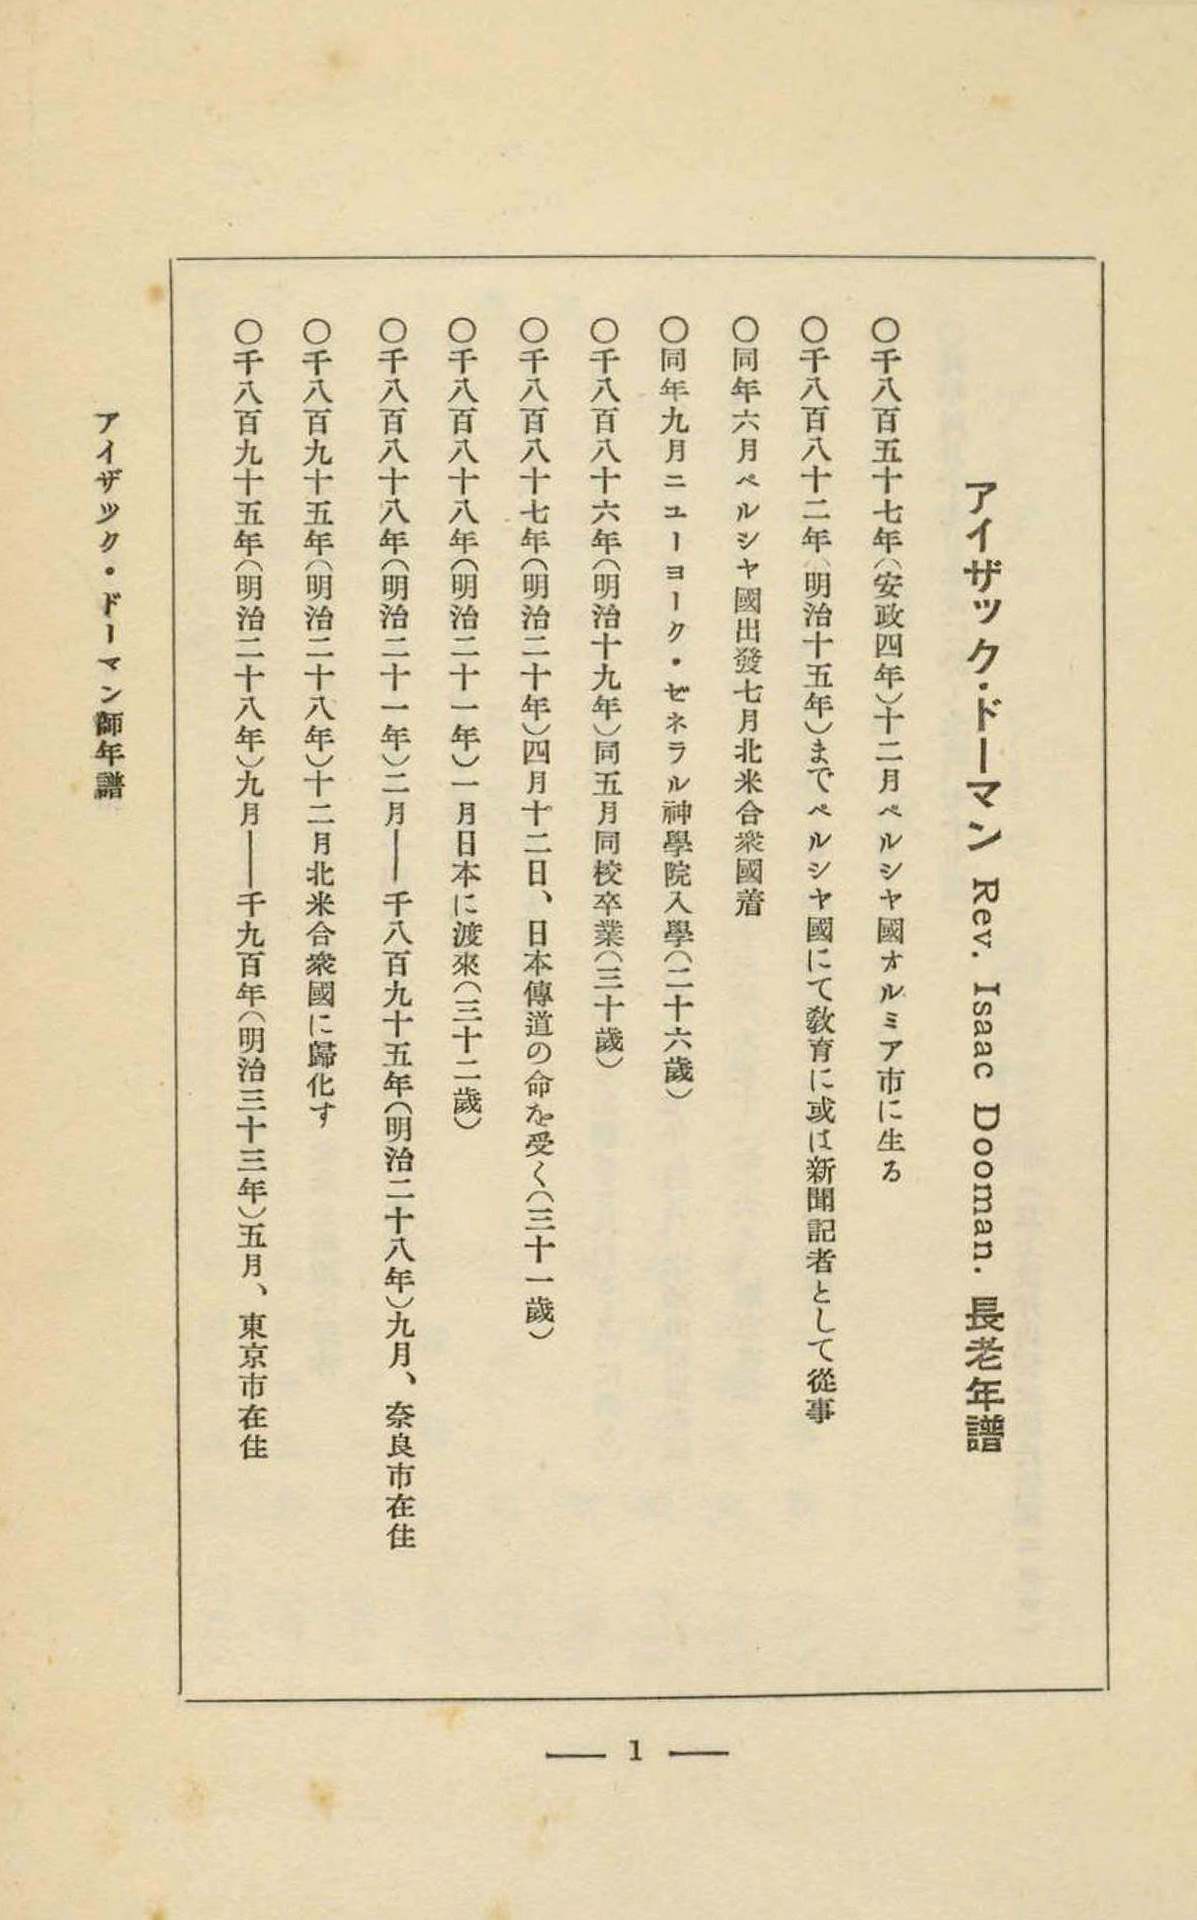 アイザック・ドーマン Rev. Isaac Dooman. 長老年譜
〇千八百五十七年(安政四年)十二月ペルシヤ國オルミア市に生る
〇千八百八十二年(明治十五年)までペルシヤ國にて敎育に或は新聞記者として從事
〇同年六月ペルシヤ國出發七月北米合衆國着
〇同年九月ニユーヨーク・ゼネラル神學院入學(二十六歲)
〇千八百八十六年(明治十九年)同五月同校卒業(三十歲)
〇千八百八十七年(明治二十年)四月十二日、日本傳道の命を受く(三十一歲)
〇千八百八十八年(明治二十一年)一月日本に渡來(三十二歲)
〇千八百八十八年(明治二十一年)二月――千八百九十五年(明治二十八年)九月、奈良市在住
〇千八百九十五年(明治二十八年)十二月北米合衆國に歸化す
〇千八百九十五年(明治二十八年)九月――千九百年(明治三十三年)五月、東京市在住
アイザック・ドーマン師年譜
― 1 ―